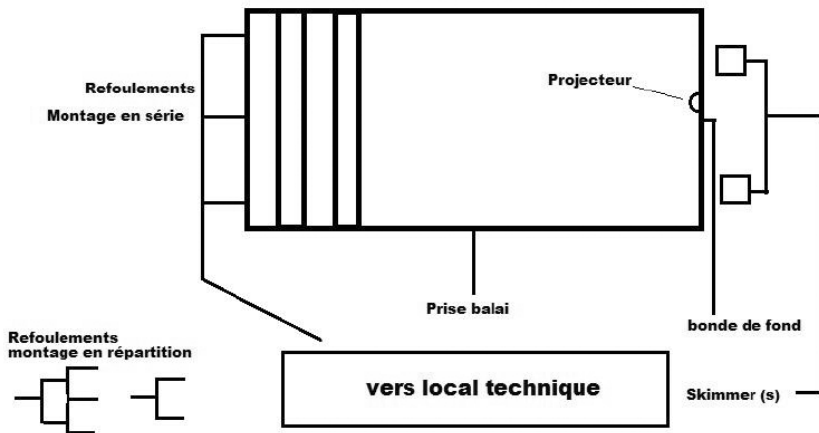 Projecteur
Refoulements
Montage en série
Prise balai
bonde de fond
Refoulements
montage en répartition
vers local technique
Skimmer (s)